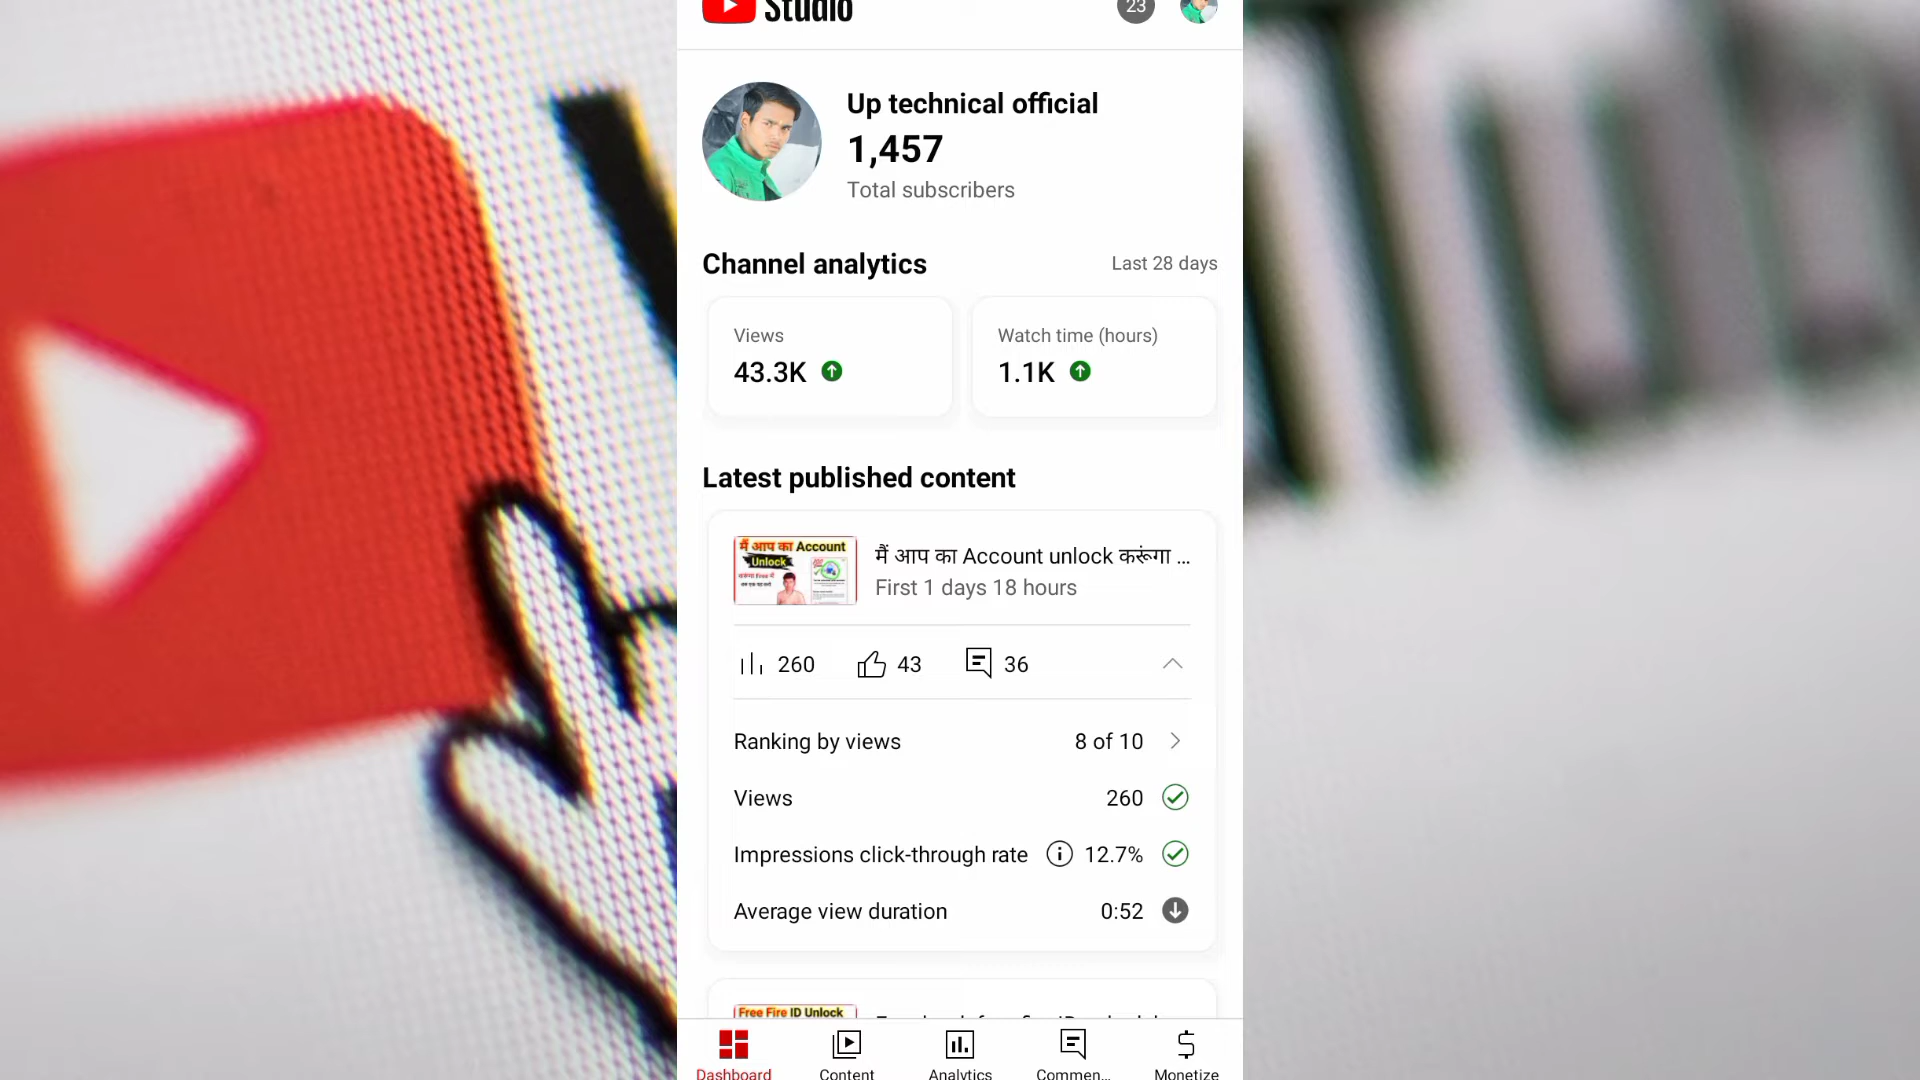 Studio
23
Up technical official
1,457
Total subscribers
Channel analytics
Last 28 days
Views
Watch time (hours)
43.3K
1.1K
Latest published content
मैं आप का Account
Unlock
मैं आप का Account unlock करूंगा ...
First 1 days 18 hours
260
43
36
Ranking by views
8 of 10
Views
260
Impressions click-through rate
12.7%
Average view duration
0:52
Free Fire ID Unlock
Dashboard
Content
Analytics
Commen...
Monetize